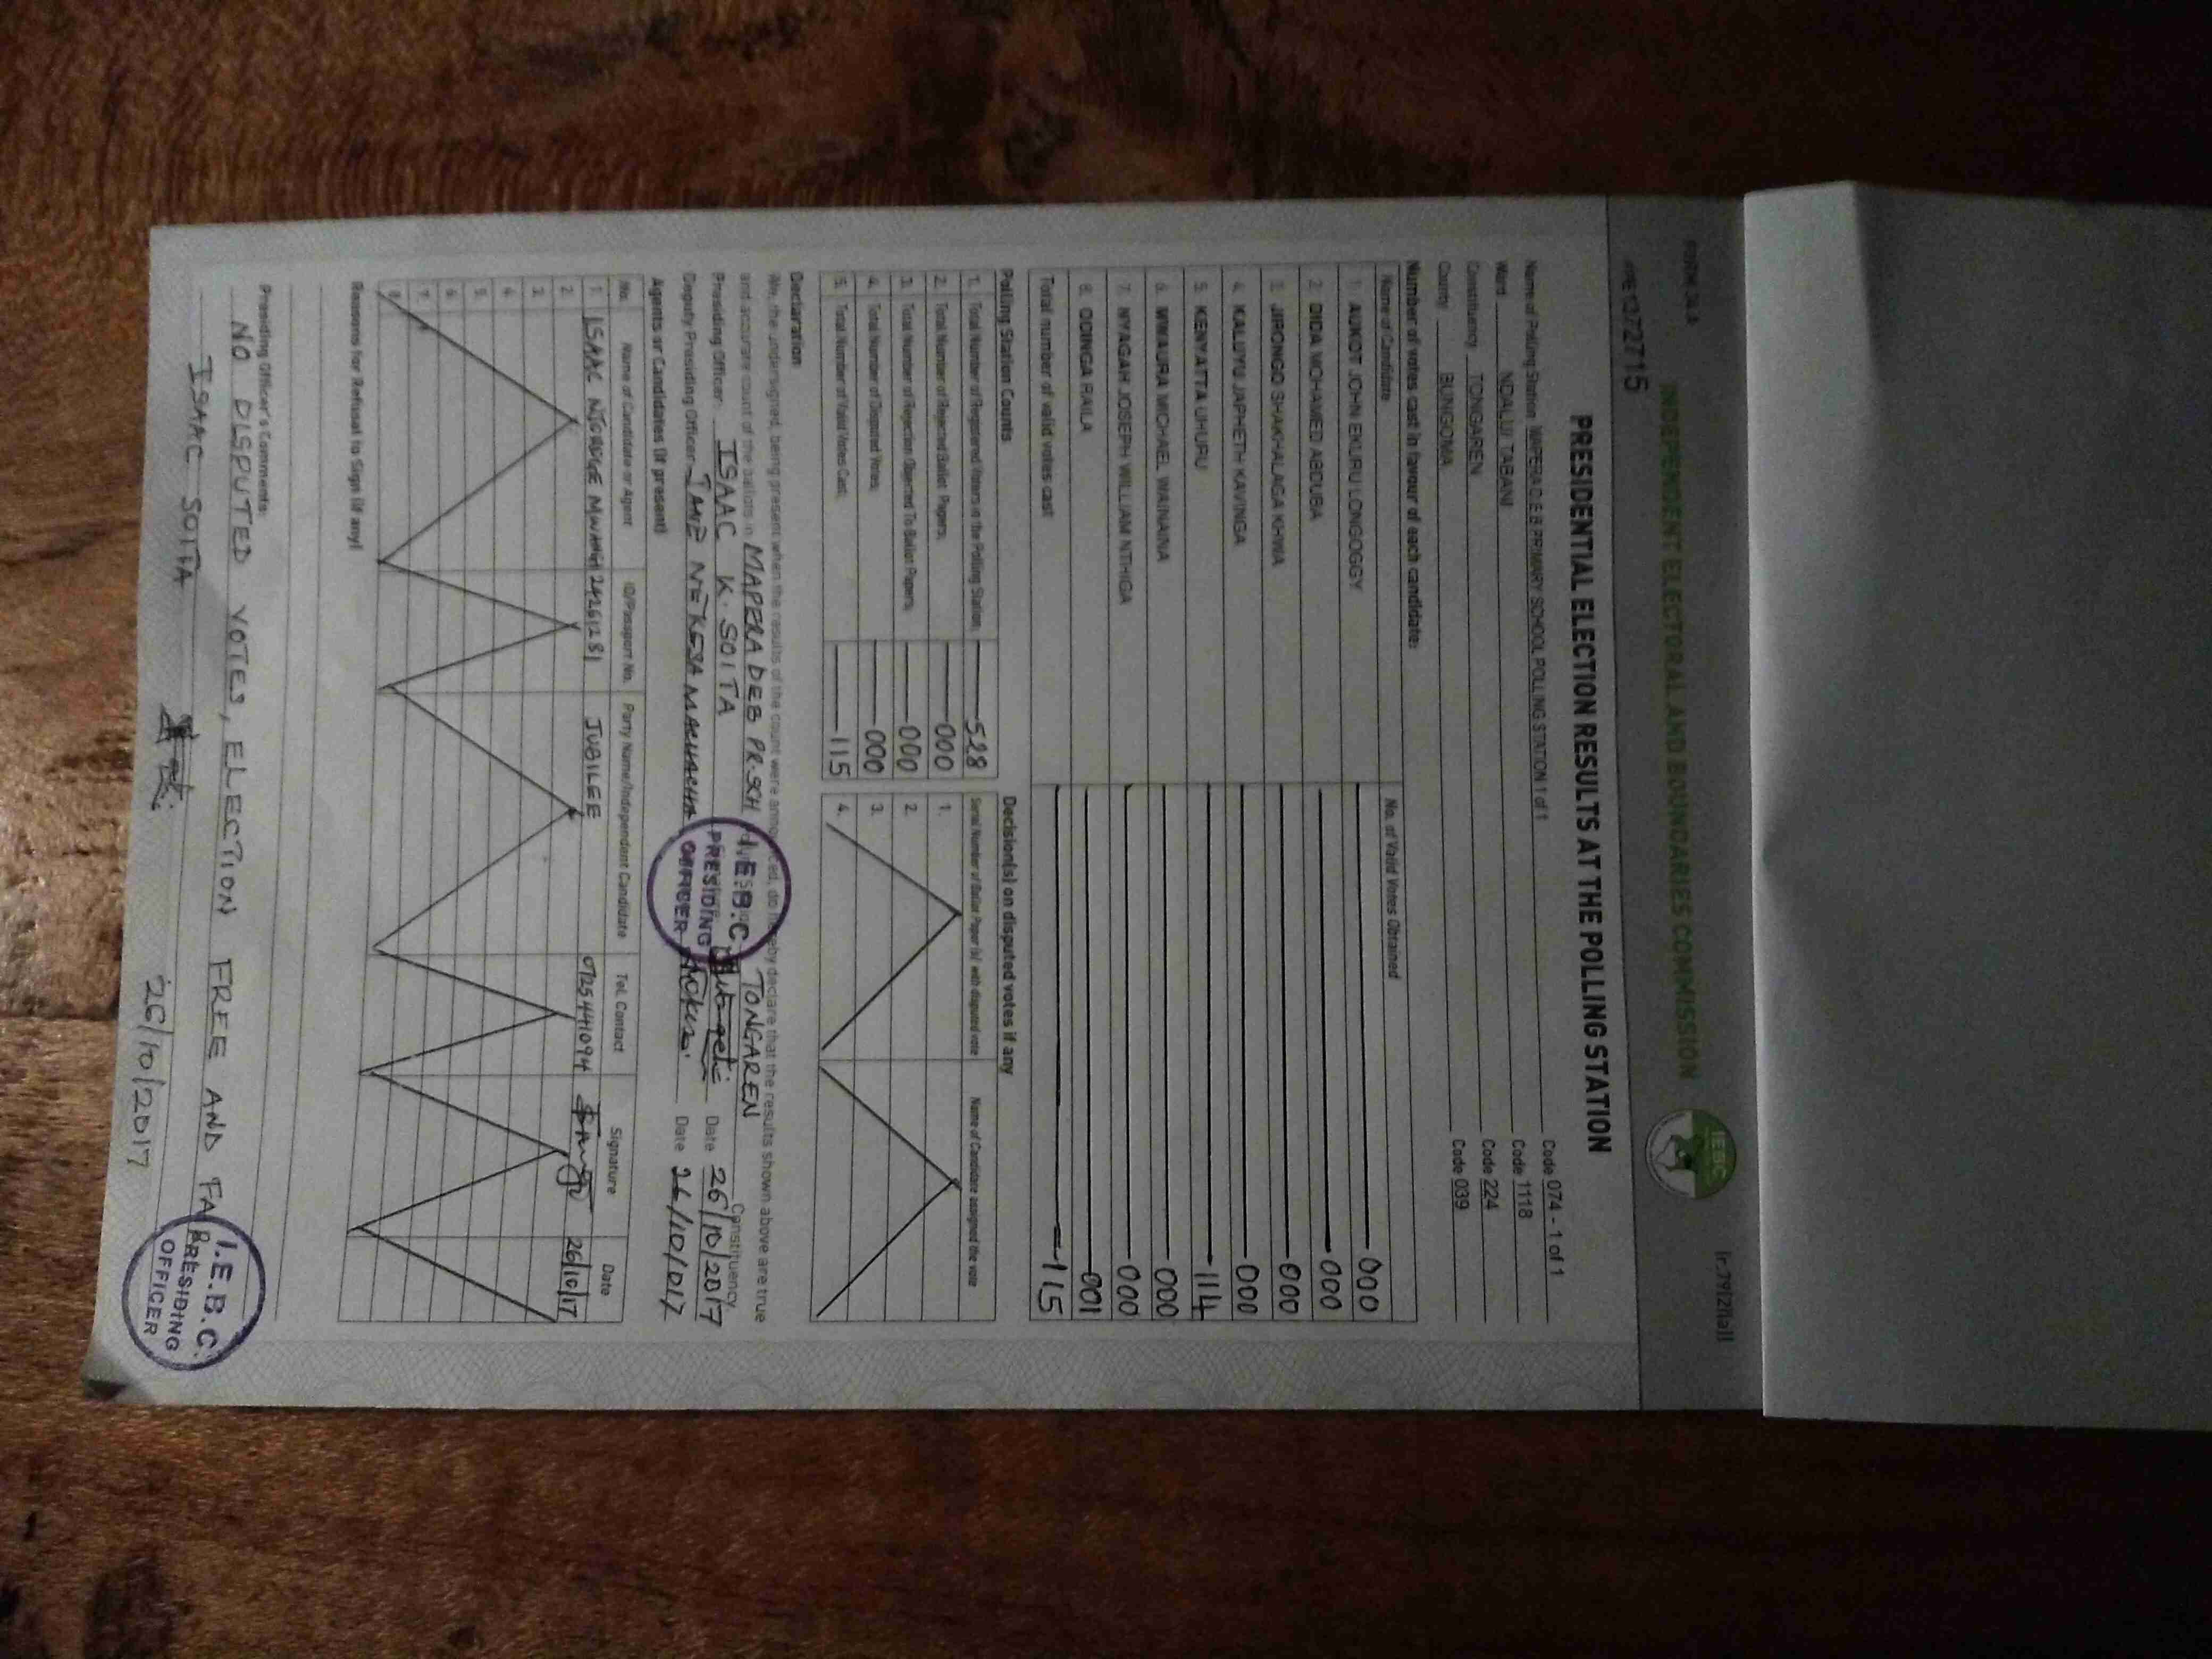 FORM 34 A
INDEPENDENT ELECTORAL AND BOUNDARIES COMMISSION
IEBC
PRESIDENTIAL ELECTION RESULTS AT THE POLLING STATION
Name of Polling Station MAPERA D.E.B PRIMARY SCHOOL POLLING STATION 1 of 1 Code 074 - 1 of 1
Ward NDALU/ TABANI Code 1118
Constituency TONGAREN Code 224
County BUNGOMA Code 039
Number of votes cast in favour of each candidate:
Name of Candidate No. of Valid Votes Obtained
1. AUKOT JOHN EKURU LONGOGGY 000
2. DIDA MOHAMED ABDUBA 000
3. JIRONGO SHAKHALAGA KHWA 000
4. KALUYU JAPHETH KAVINGA 000
5. KENYATTA UHURU 114
6. MWAURA MICHAEL WAINAINA 000
7. NYAGAH JOSEPH WILLIAM NTHIGA 000
8. ODINGA RAILA 001
Total number of valid votes cast 115
Polling Station Counts
1. Total Number of Registered Voters in the Polling Station; 528
2. Total Number of Rejected Ballot Papers; 000
3. Total Number of Rejection Objected To Ballot Papers; 000
4. Total Number of Disputed Votes; 000
5. Total Number of Valid Votes Cast; 115
Decision(s) on disputed votes if any
Serial Number of Ballot Paper (s) with disputed vote Name of Candidate assigned the vote
1.
2.
3.
4.
Declaration
We, the undersigned, being present when the results of the count were announced, do hereby declare that the results shown above are true
and accurate count of the ballots in MAPERA DEB PR.SCH TONGAREN Constituency
Presiding Officer: ISAAC K. SOITA Date 26/10/2017
Deputy Presiding Officer: Date 26/10/017
I.E.B.C
PRESIDING
OFFICER
Agents or Candidates (if present)
No. Name of Candidate or Agent ID/Passport No. Party Name/Independent Candidate Tel. Contact Signature Date
1. ISAAC MWANGI 24261281 JUBILEE 0725441094 26/10/17
2.
3.
4.
5.
6.
7.
8.
Reasons for Refusal to Sign (if any)
Presiding Officer's Comments:
NO DISPUTED VOTES, ELECTION FREE AND
ISAAC SOITA 26/10/2017
I.E.B.C.
PRESIDING
OFFICER